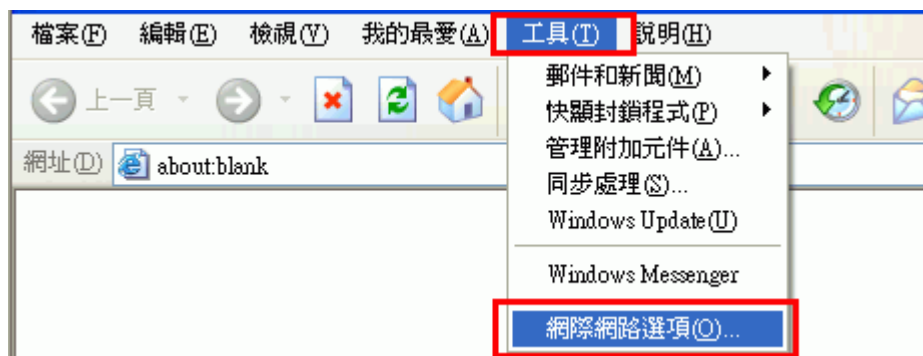 檔案(F) 編輯(E) 檢視(V) 我的最愛(A) 工具(T) 說明(H)
上一頁
網址(D) about:blank
郵件和新聞(M)
快顯封鎖程式(P)
管理附加元件(A)...
同步處理(S)...
Windows Update(U)
Windows Messenger
網際網路選項(O)...